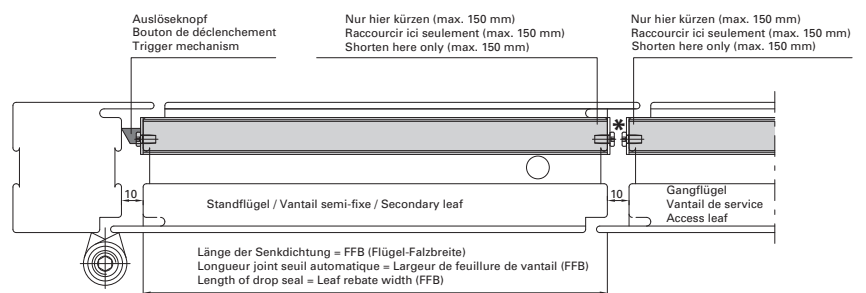 Auslöseknopf
Bouton de déclenchement
Trigger mechanism
Nur hier kürzen (max. 150 mm)
Raccourcir ici seulement (max. 150 mm)
Shorten here only (max. 150 mm)
Nur hier kürzen (max. 150 mm)
Raccourcir ici seulement (max. 150 mm)
Shorten here only (max. 150 mm)
*
10
Standflügel / Vantail semi-fixe / Secondary leaf
10
Gangflügel
Vantail de service
Access leaf
Länge der Senkdichtung = FFB (Flügel-Falzbreite)
Longueur joint seuil automatique = Largeur de feuillure de vantail (FFB)
Length of drop seal = Leaf rebate width (FFB)